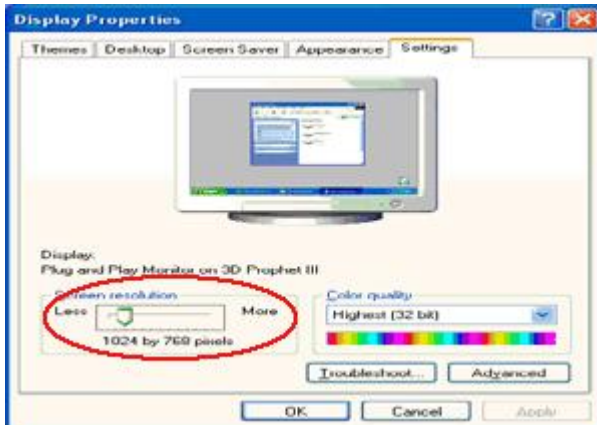 Display Properties
Themes Desktop Screen Saver Appearance Settings
Display:
Plug and Play Monitor on 3D Prophet III
Screen resolution
Less More
1024 by 768 pixels
Color quality
Highest (32 bit)
Troubleshoot... Advanced
OK Cancel Apply